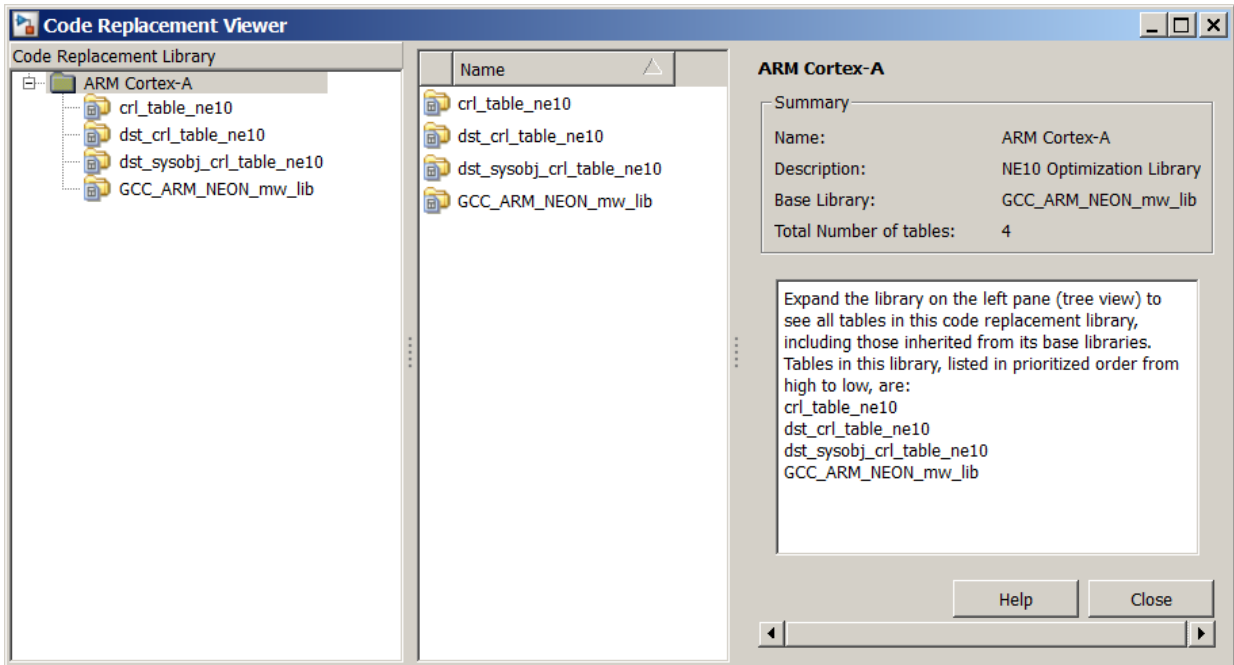 Code Replacement Viewer
Code Replacement Library
ARM Cortex-A
crl_table_ne10
dst_crl_table_ne10
dst_sysobj_crl_table_ne10
GCC_ARM_NEON_mw_lib
Name
crl_table_ne10
dst_crl_table_ne10
dst_sysobj_crl_table_ne10
GCC_ARM_NEON_mw_lib
ARM Cortex-A
Summary
Name: ARM Cortex-A
Description: NE10 Optimization Library
Base Library: GCC_ARM_NEON_mw_lib
Total Number of tables: 4
Expand the library on the left pane (tree view) to
see all tables in this code replacement library,
including those inherited from its base libraries.
Tables in this library, listed in prioritized order from
high to low, are:
crl_table_ne10
dst_crl_table_ne10
dst_sysobj_crl_table_ne10
GCC_ARM_NEON_mw_lib
Help Close